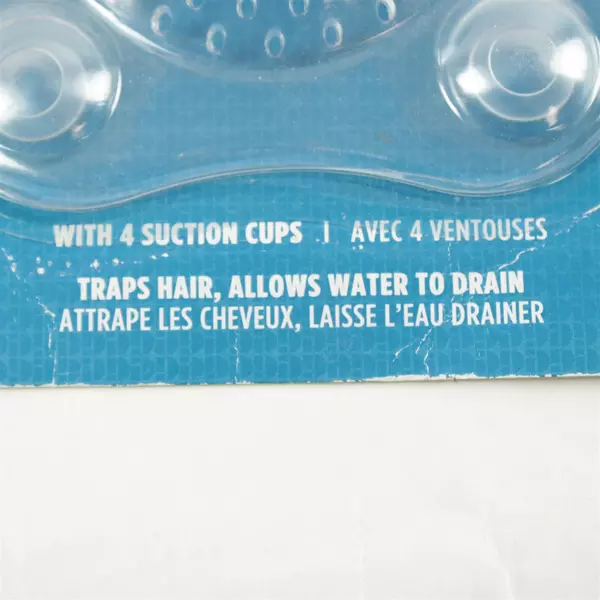 WITH 4 SUCTION CUPS | AVEC 4 VENTOUSES
TRAPS HAIR, ALLOWS WATER TO DRAIN
ATTRAPE LES CHEVEUX, LAISSE L'EAU DRAINER